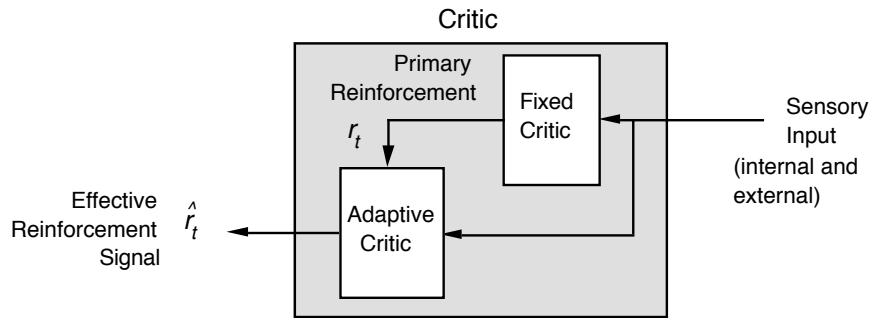 Critic
Primary
Reinforcement
r_t
Fixed
Critic
Sensory
Input
(internal and
external)
Adaptive
Critic
Effective
Reinforcement
Signal
r̂_t